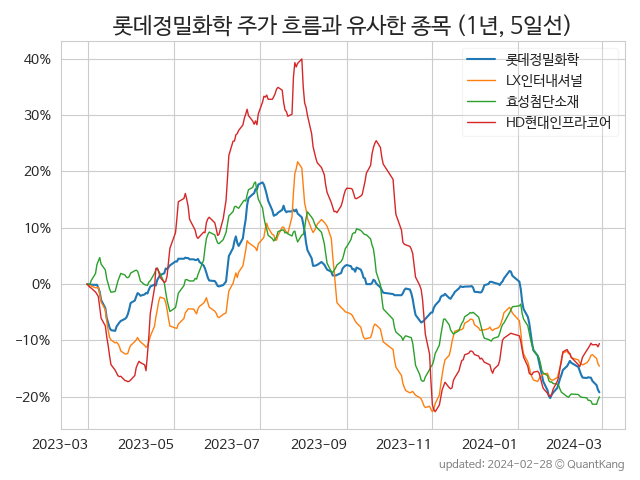 롯데정밀화학 주가 흐름과 유사한 종목 (1년, 5일선)
롯데정밀화학
LX인터내셔널
효성첨단소재
HD현대인프라코어
40%
30%
20%
10%
0%
−10%
−20%
2023-03
2023-05
2023-07
2023-09
2023-11
2024-01
2024-03
updated: 2024-02-28 © QuantKang